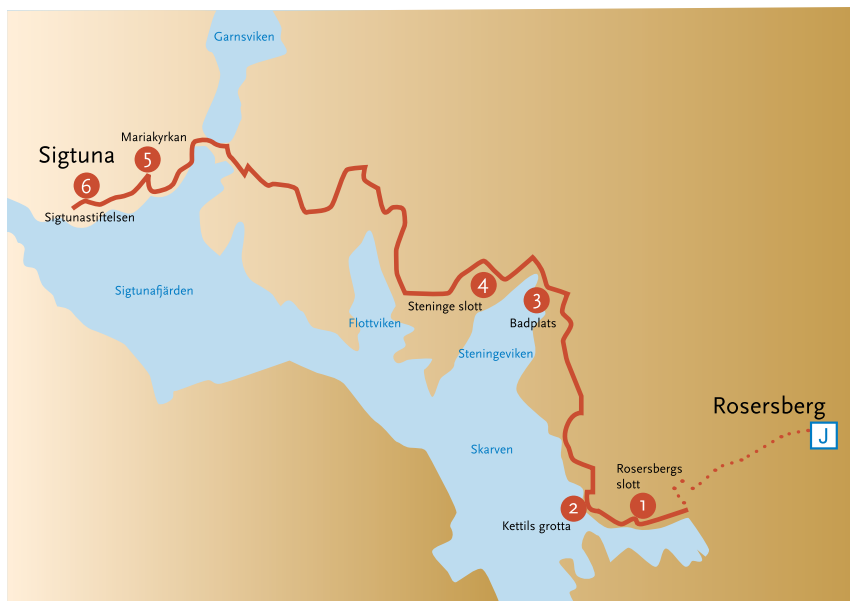 Garnsviken
Mariakyrkan
Sigtuna
5
6
Sigtunastiftelsen
Sigtunafjärden
4
Steninge slott
3
Badplats
Flottviken
Steningeviken
Rosersberg
J
Skarven
Rosersbergs
slott
1
2
Kettils grotta